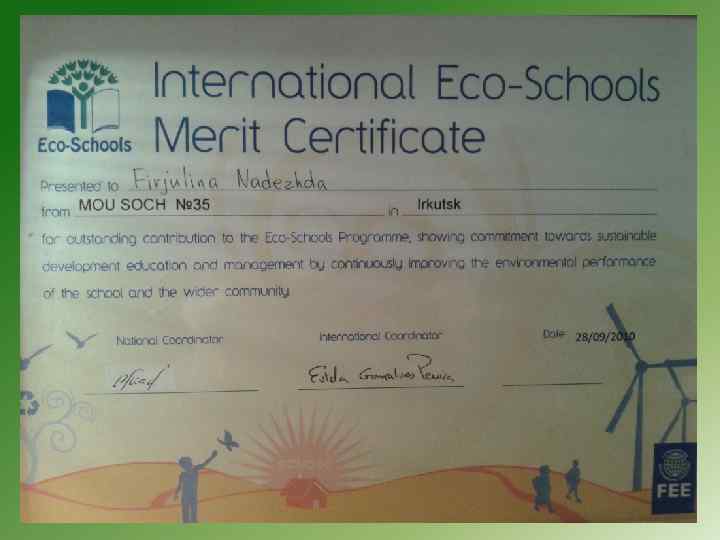 International Eco-Schools
Eco-Schools
Merit Certificate
Presented to Firjulina Nadezhda
from MOU SOCH №35 in Irkutsk
for outstanding contribution to the Eco-Schools Programme, showing commitment towards sustainable
development education and management by continuously improving the environmental performance
of the school and the wider community
National Coordinator International Coordinator Date 28/09/2010
Gonçalves
SCHOOL
FEE